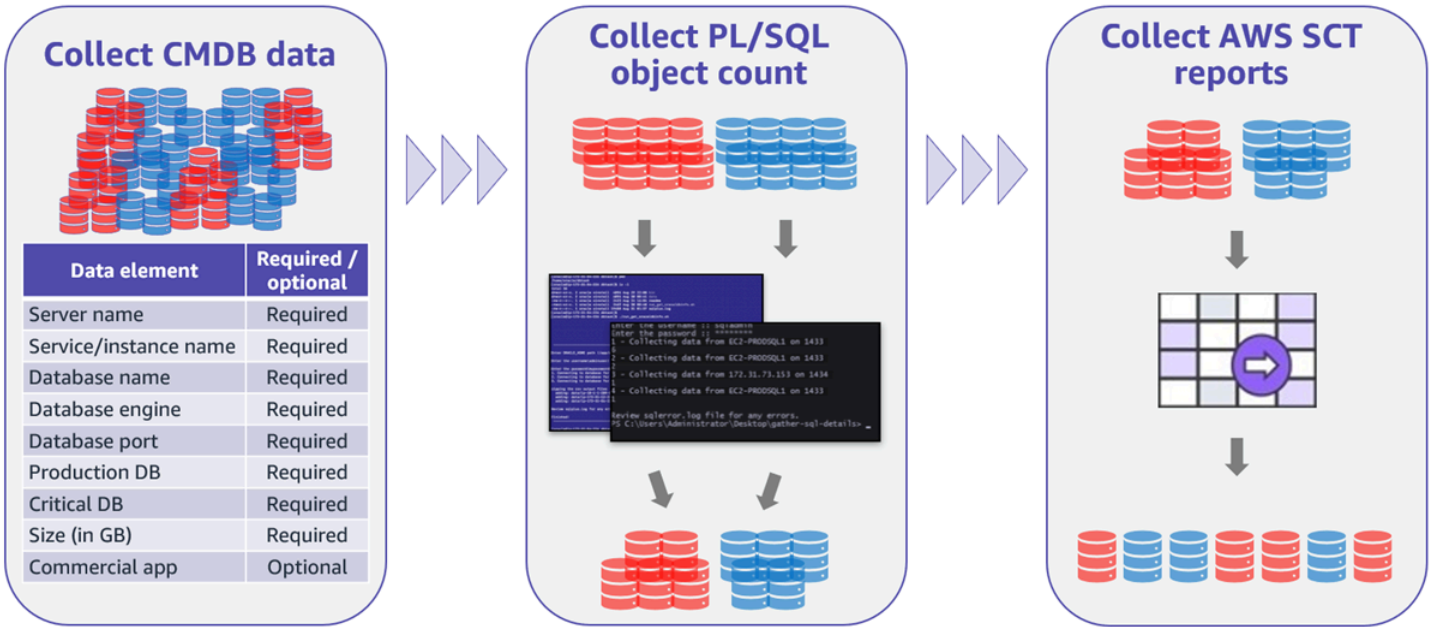 Collect CMDB data
Data element
Required /
optional
Server name
Required
Service/instance name
Required
Database name
Required
Database engine
Required
Database port
Required
Production DB
Required
Critical DB
Required
Size (in GB)
Required
Commercial app
Optional
Collect PL/SQL
object count
Enter the username :: sqladmin
Enter the password :: ********
1 - Collecting data from EC2-PRODSQL1 on 1433
2 - Collecting data from EC2-PRODSQL1 on 1433
3 - Collecting data from 172.31.73.153 on 1434
4 - Collecting data from EC2-PRODSQL1 on 1433
Review sqlerror.log file for any errors.
PS C:\Users\Administrator\Desktop\gather-sql-details> _
Collect AWS SCT
reports